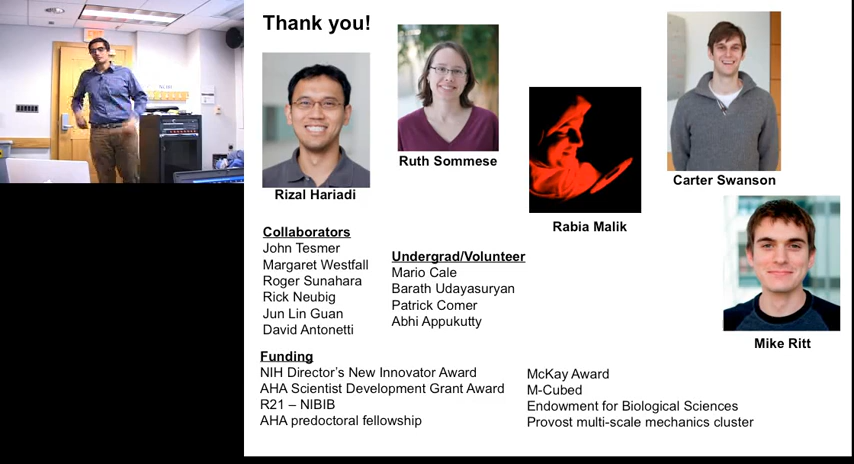 Thank you!
Rizal Hariadi
Ruth Sommese
Rabia Malik
Carter Swanson
Mike Ritt
Collaborators
John Tesmer
Margaret Westfall
Roger Sunahara
Rick Neubig
Jun Lin Guan
David Antonetti
Undergrad/Volunteer
Mario Cale
Barath Udayasuryan
Patrick Comer
Abhi Appukutty
Funding
NIH Director's New Innovator Award
AHA Scientist Development Grant Award
R21 – NIBIB
AHA predoctoral fellowship
McKay Award
M-Cubed
Endowment for Biological Sciences
Provost multi-scale mechanics cluster